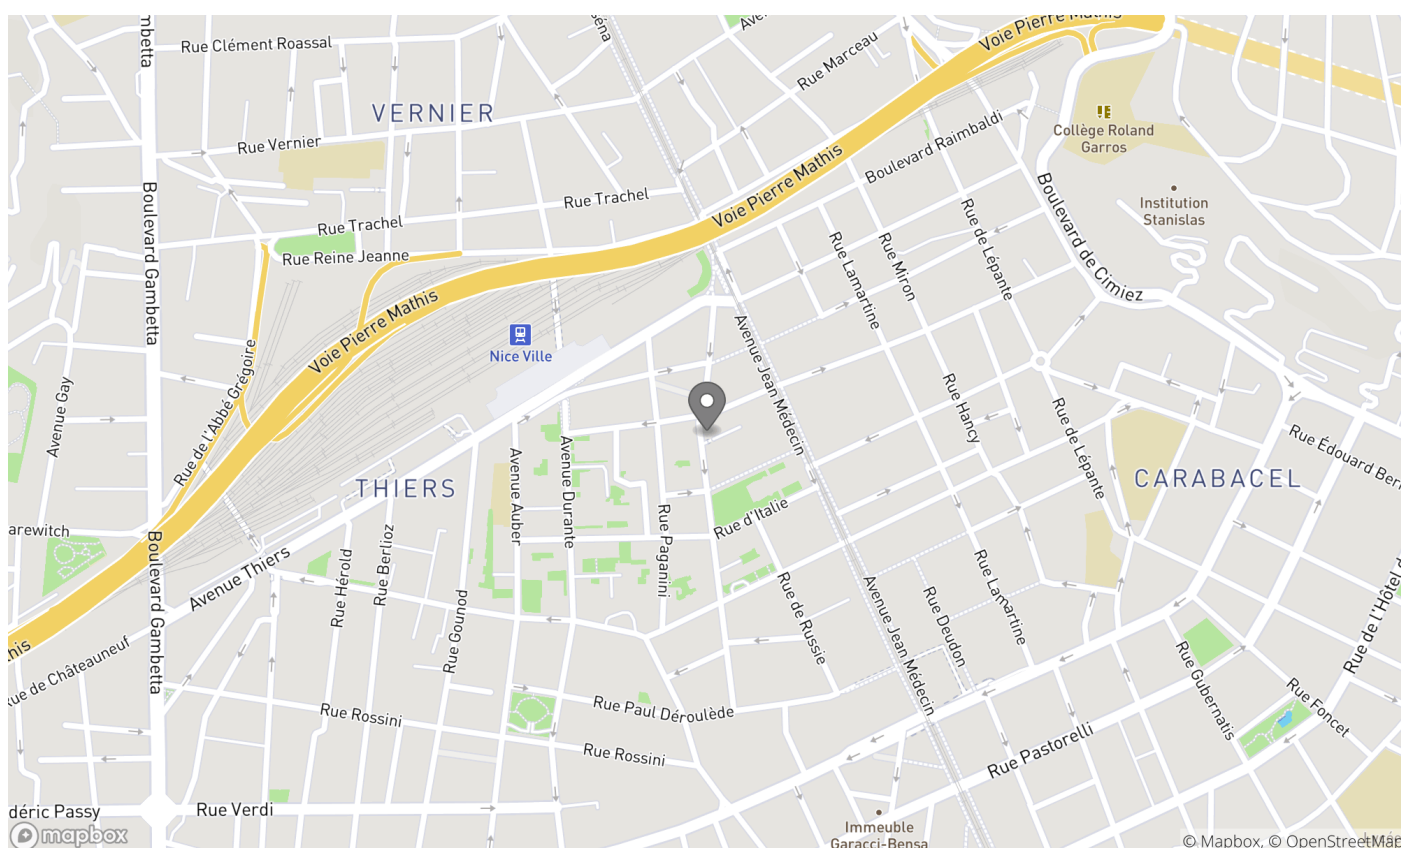 Rue Clément Roassal
Voie Pierre Mathis
Rue Marceau
VERNIER
Rue Vernier
Boulevard Raimbaldi
Collège Roland
Garros
Voie Pierre Mathis
Boulevard Gambetta
Rue Trachel
Rue Trachel
Rue Reine Jeanne
Institution
Stanislas
Boulevard de Cimiez
Rue de Lépante
Rue Miron
Rue Lamartine
Voie Pierre Mathis
Nice Ville
Avenue Jean Médecin
Rue de l'Abbé Grégoire
Avenue Gay
Rue Hancy
Rue de Lépante
Rue Édouard Beri
THIERS
CARABACEL
Avenue Auber
Avenue Durante
Rue Paganini
Rue d'Italie
arewitch
Boulevard Gambetta
Avenue Thiers
Rue Hérold
Rue Berlioz
Rue Gounod
Rue de Russie
Avenue Jean Médecin
Rue Deudon
Rue Lamartine
Rue de Châteauneuf
Rue de l'Hôtel d
Rue Gubernatis
Rue Foncet
Rue Paul Déroulède
Rue Rossini
Rue Rossini
Rue Pastorelli
déric Passy
Rue Verdi
Immeuble
Garacci-Bensa
mapbox
© Mapbox, © OpenStreetMap